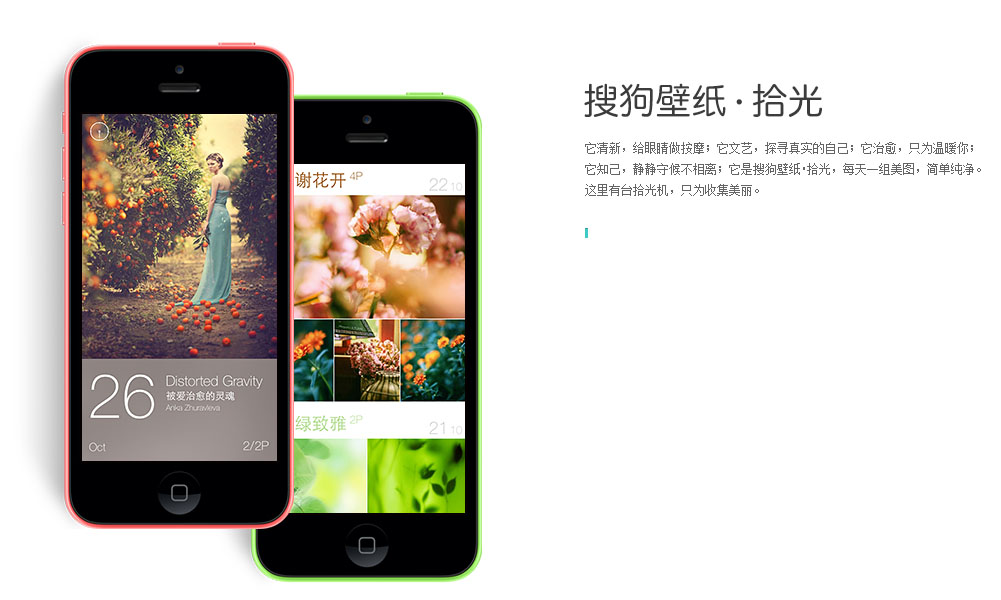 搜狗壁纸·拾光
它清新，给眼睛做按摩；它文艺，探寻真实的自己；它治愈，只为温暖你；
它知己，静静守候不相离；它是搜狗壁纸·拾光，每天一组美图，简单纯净。
这里有台拾光机，只为收集美丽。
26
Distorted Gravity
被爱治愈的灵魂
Anka Zhuravleva
Oct
2/2P
谢花开 4P
22 10
绿致雅 2P
21 10